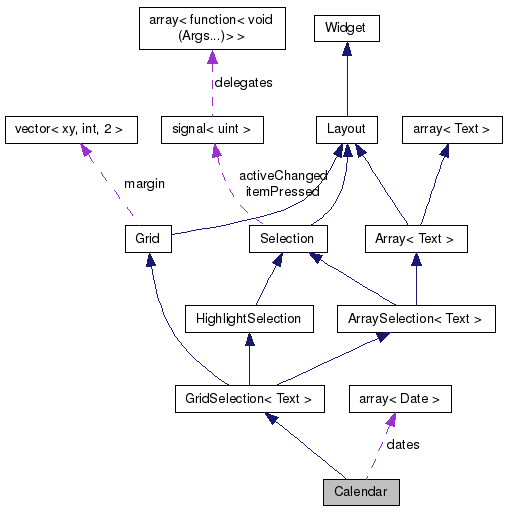 array< function< void
(Args...)> >
Widget
delegates
vector< xy, int, 2 >
signal< uint >
Layout
array< Text >
margin
activeChanged
itemPressed
Grid
Selection
Array< Text >
HighlightSelection
ArraySelection< Text >
GridSelection< Text >
array< Date >
dates
Calendar